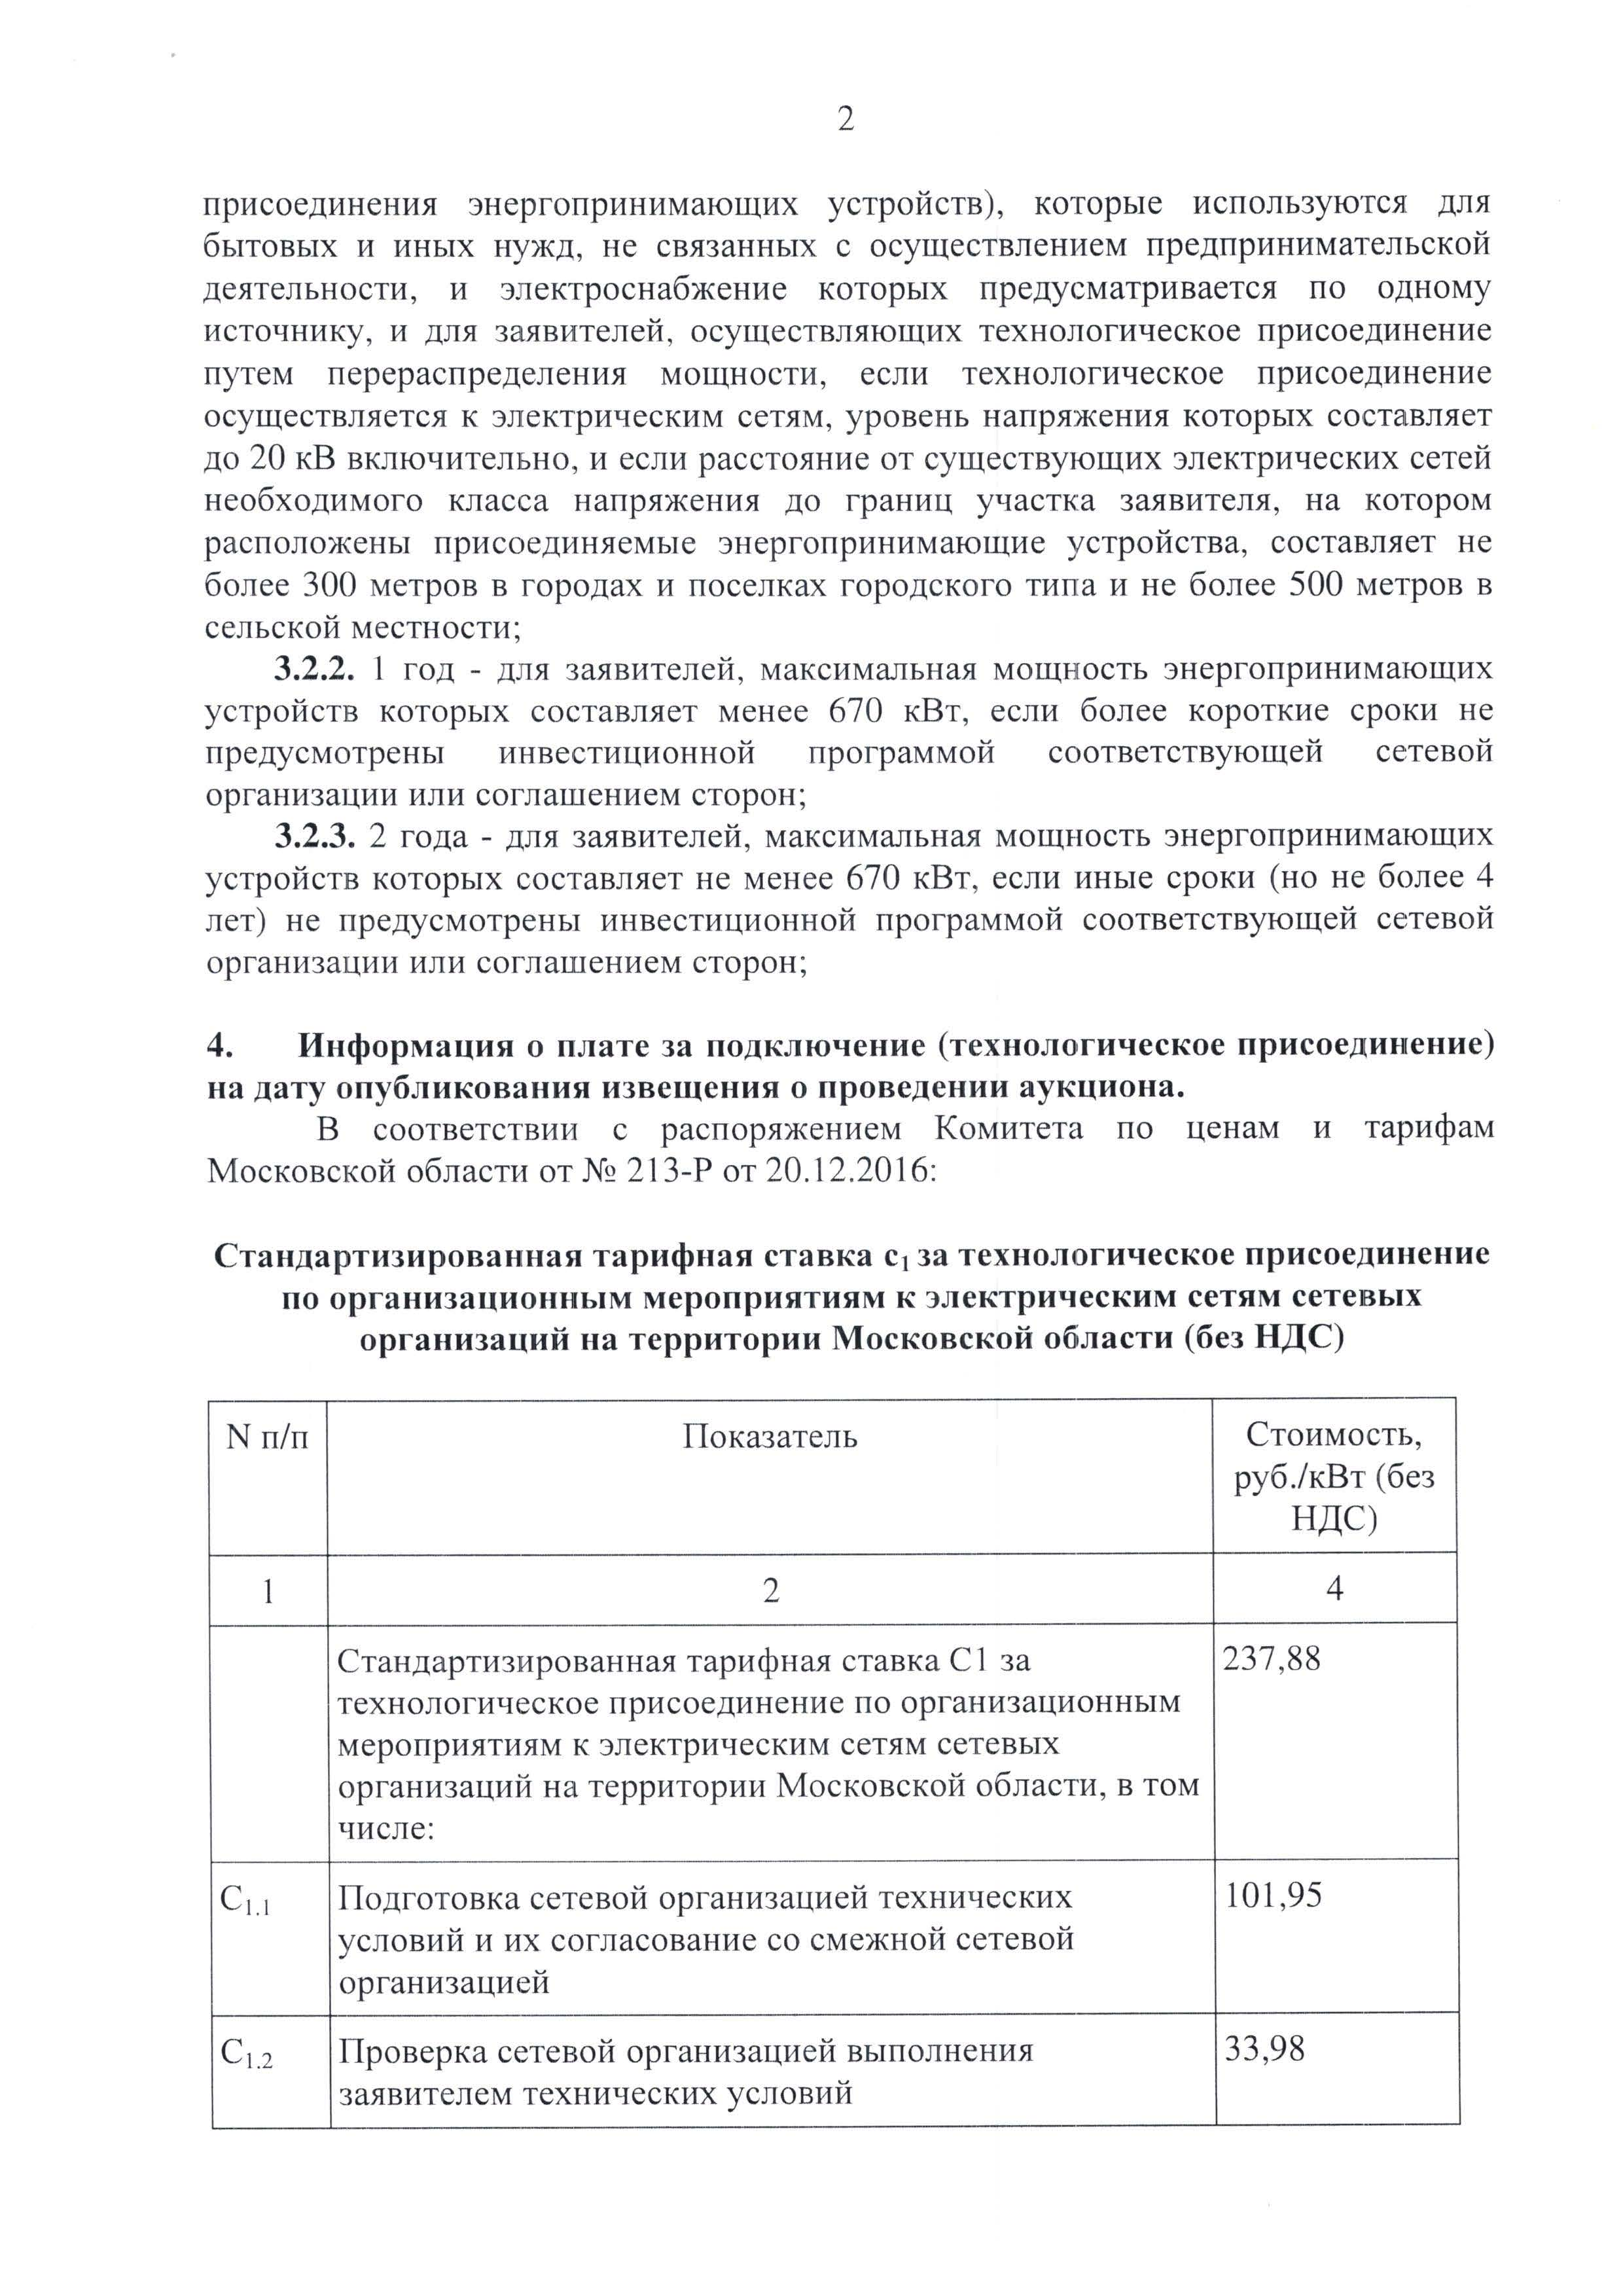 2
присоединения энергопринимающих устройств), которые используются для
бытовых и иных нужд, не связанных с осуществлением предпринимательской
деятельности, и электроснабжение которых предусматривается по одному
источнику, и для заявителей, осуществляющих технологическое присоединение
путем перераспределения мощности, если технологическое присоединение
осуществляется к электрическим сетям, уровень напряжения которых составляет
до 20 кВ включительно, и если расстояние от существующих электрических сетей
необходимого класса напряжения до границ участка заявителя, на котором
расположены присоединяемые энергопринимающие устройства, составляет не
более 300 метров в городах и поселках городского типа и не более 500 метров в
сельской местности;
3.2.2. 1 год - для заявителей, максимальная мощность энергопринимающих
устройств которых составляет менее 670 кВт, если более короткие сроки не
предусмотрены инвестиционной программой соответствующей сетевой
организации или соглашением сторон;
3.2.3. 2 года - для заявителей, максимальная мощность энергопринимающих
устройств которых составляет не менее 670 кВт, если иные сроки (но не более 4
лет) не предусмотрены инвестиционной программой соответствующей сетевой
организации или соглашением сторон;
4. Информация о плате за подключение (технологическое присоединение)
на дату опубликования извещения о проведении аукциона.
В соответствии с распоряжением Комитета по ценам и тарифам
Московской области от № 213-Р от 20.12.2016:
Стандартизированная тарифная ставка с1 за технологическое присоединение
по организационным мероприятиям к электрическим сетям сетевых
организаций на территории Московской области (без НДС)
N п/п
Показатель
Стоимость,
руб./кВт (без
НДС)
1
2
4
Стандартизированная тарифная ставка С1 за
технологическое присоединение по организационным
мероприятиям к электрическим сетям сетевых
организаций на территории Московской области, в том
числе:
237,88
С1.1
Подготовка сетевой организацией технических
условий и их согласование со смежной сетевой
организацией
101,95
С1.2
Проверка сетевой организацией выполнения
заявителем технических условий
33,98